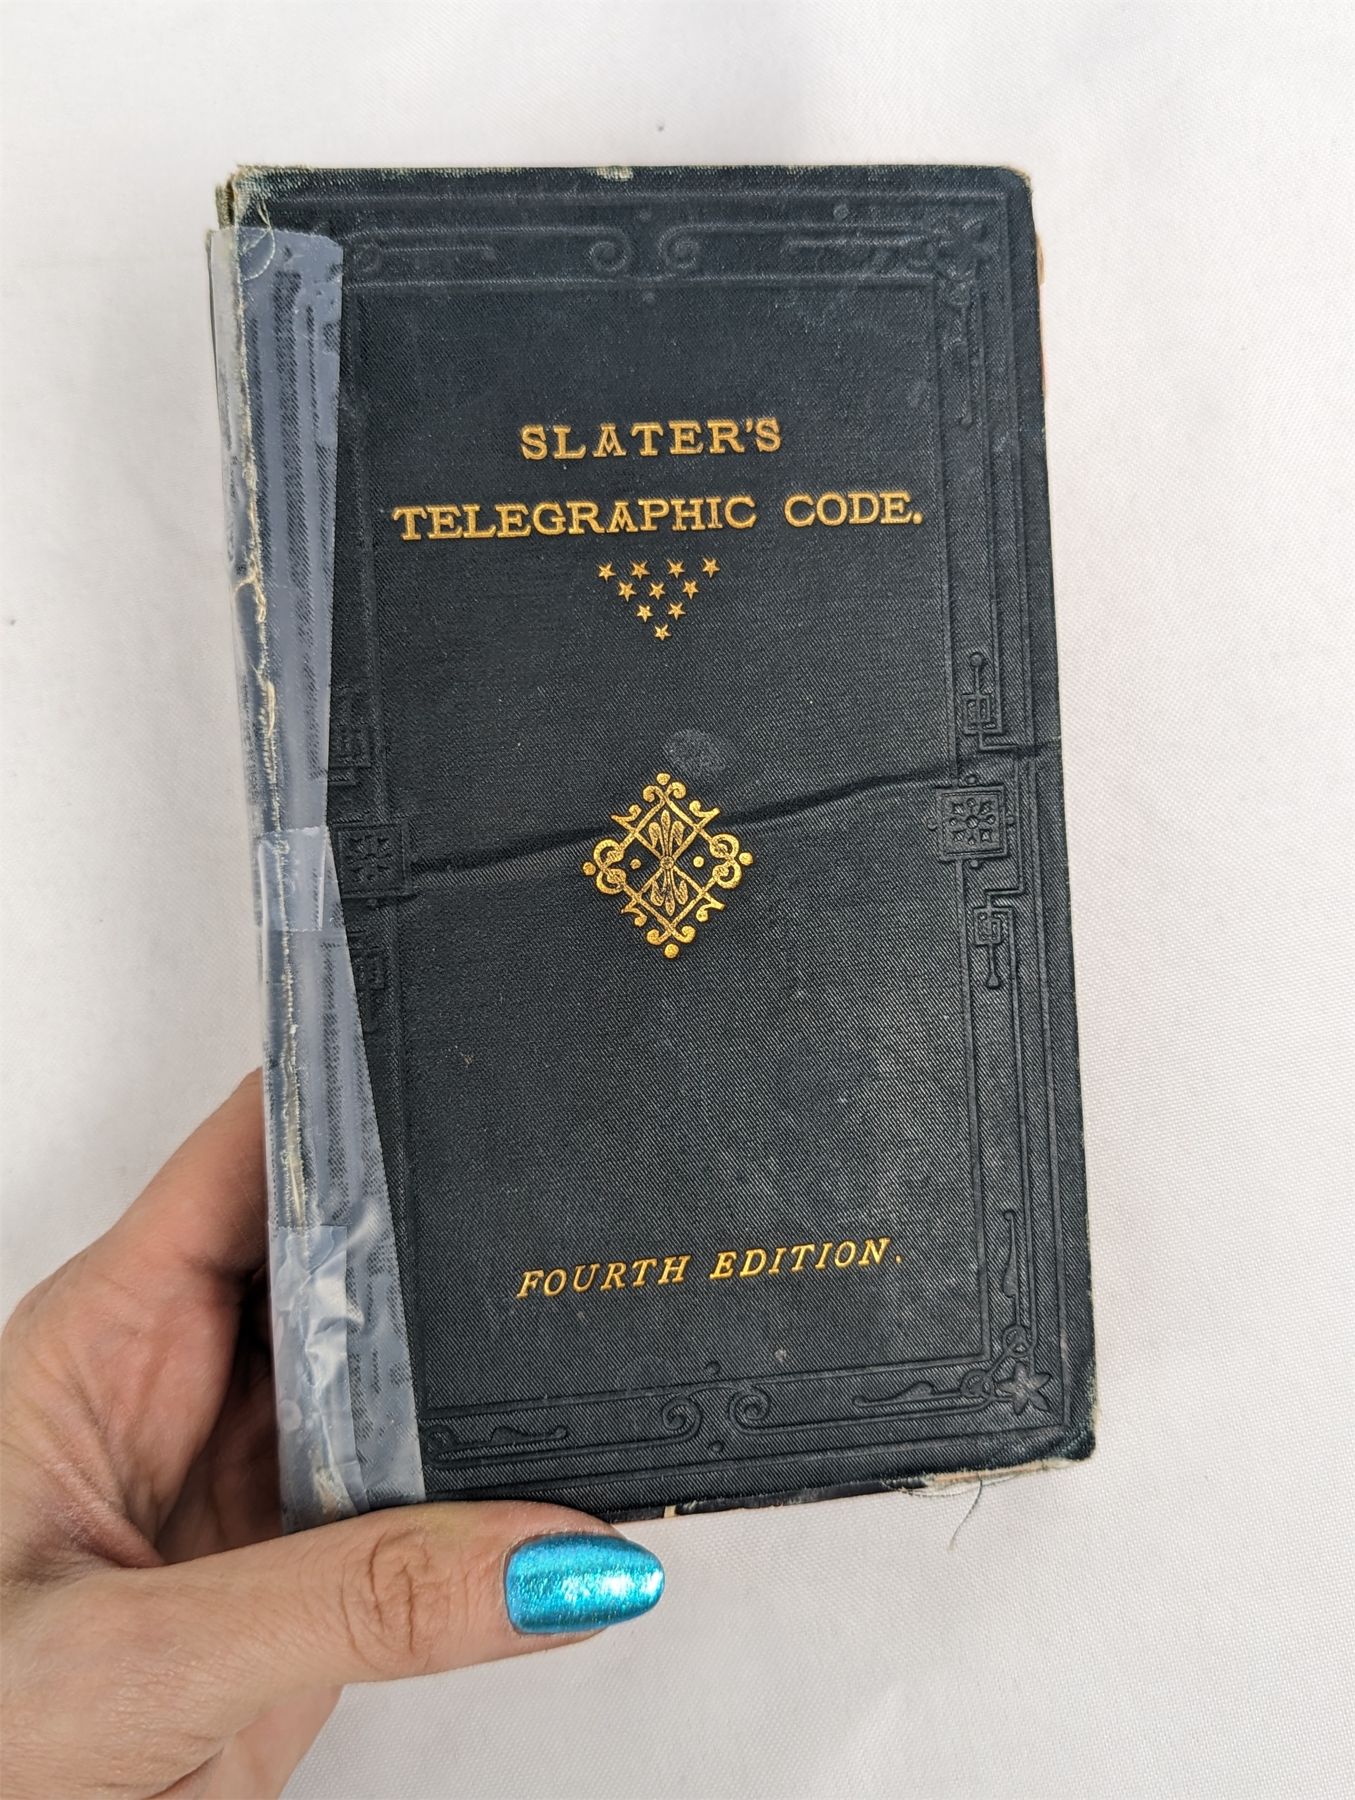 SLATER'S
TELEGRAPHIC CODE.
FOURTH EDITION.